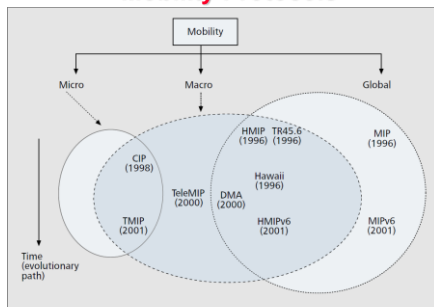 Mobility
Micro
Macro
Global
HMIP TR45.6
(1996) (1996)
MIP
(1996)
CIP
(1998)
Hawaii
(1996)
TeleMIP
(2000)
DMA
(2000)
TMIP
(2001)
HMIPv6
(2001)
MIPv6
(2001)
Time
(evolutionary
path)